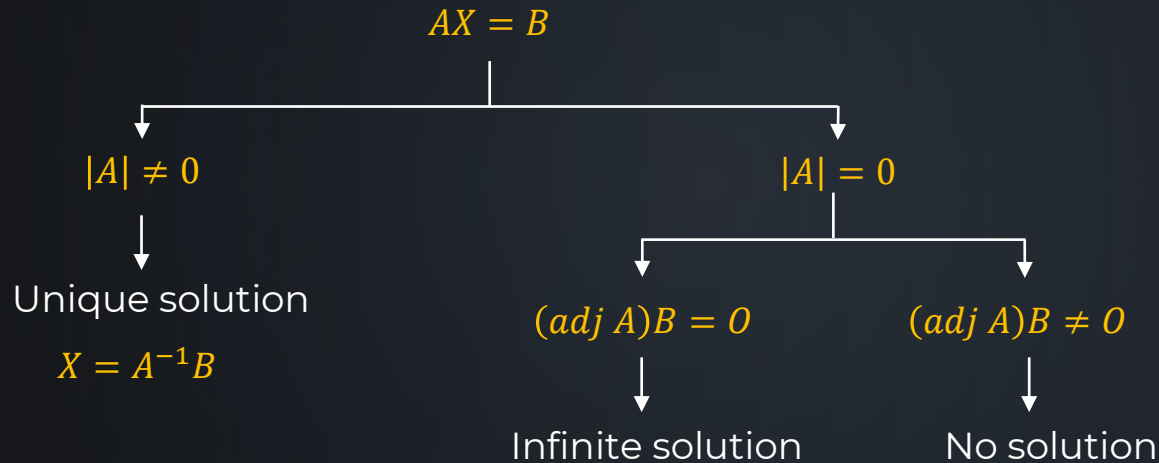 AX = B
|A| ≠ 0
|A| = 0
Unique solution
(adj A)B = O
(adj A)B ≠ O
X = A⁻¹B
Infinite solution
No solution